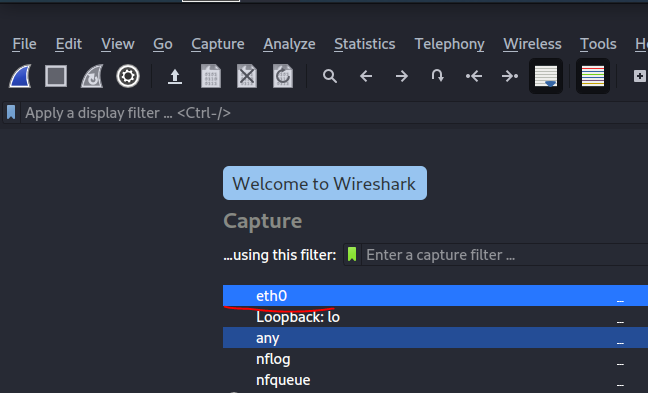 File Edit View Go Capture Analyze Statistics Telephony Wireless Tools
Apply a display filter ... <Ctrl-/>
Welcome to Wireshark
Capture
...using this filter: Enter a capture filter ...
eth0 _
Loopback: lo _
any _
nflog _
nfqueue _